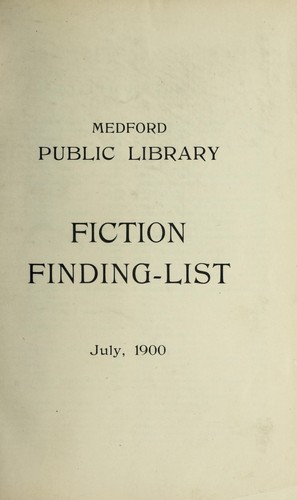 MEDFORD
PUBLIC LIBRARY
FICTION
FINDING-LIST
July, 1900